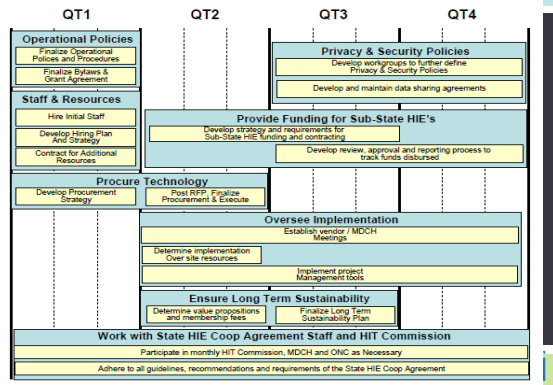 QT1 QT2 QT3 QT4
Operational Policies
Finalize Operational
Polices and Procedures
Finalize Bylaws &
Grant Agreement
Privacy & Security Policies
Develop workgroups to further define
Privacy & Security Policies
Develop and maintain data sharing agreements
Staff & Resources
Hire Initial Staff
Develop Hiring Plan
And Strategy
Contract for Additional
Resources
Provide Funding for Sub-State HIE's
Develop strategy and requirements for
Sub-State HIE funding and contracting
Develop review, approval and reporting process to
track funds disbursed
Procure Technology
Develop Procurement
Strategy
Post RFP, Finalize
Procurement & Execute
Oversee Implementation
Establish vendor / MDCH
Meetings
Determine implementation
Over site resources
Implement project
Management tools
Ensure Long Term Sustainability
Determine value propositions
and membership fees
Finalize Long Term
Sustainability Plan
Work with State HIE Coop Agreement Staff and HIT Commission
Participate in monthly HIT Commission, MDCH and ONC as Necessary
Adhere to all guidelines, recommendations and requirements of the State HIE Coop Agreement